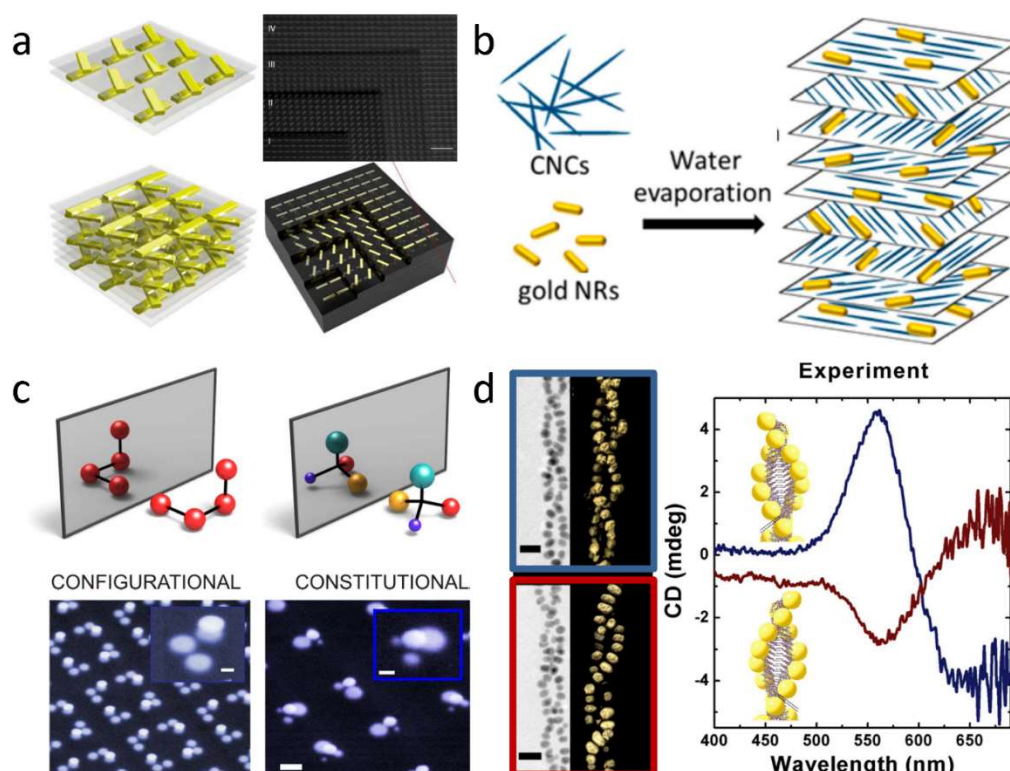 a
IV
III
II
I
b
CNCs
gold NRs
Water
evaporation
c
CONFIGURATIONAL
CONSTITUTIONAL
d
Experiment
CD (mdeg)
4
2
0
-2
-4
400 450 500 550 600 650
Wavelength (nm)